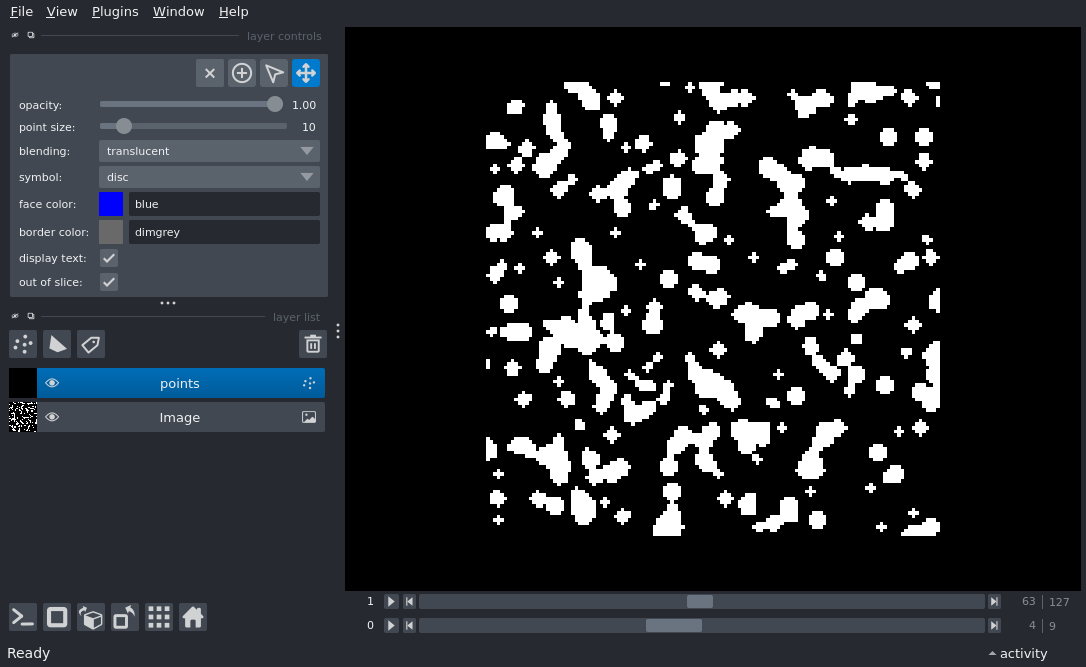 File View Plugins Window Help
layer controls
opacity: 1.00
point size: 10
blending: translucent
symbol: disc
face color: blue
border color: dimgrey
display text:
out of slice:
layer list
points
Image
1 63 | 127
0 4 | 9
Ready activity